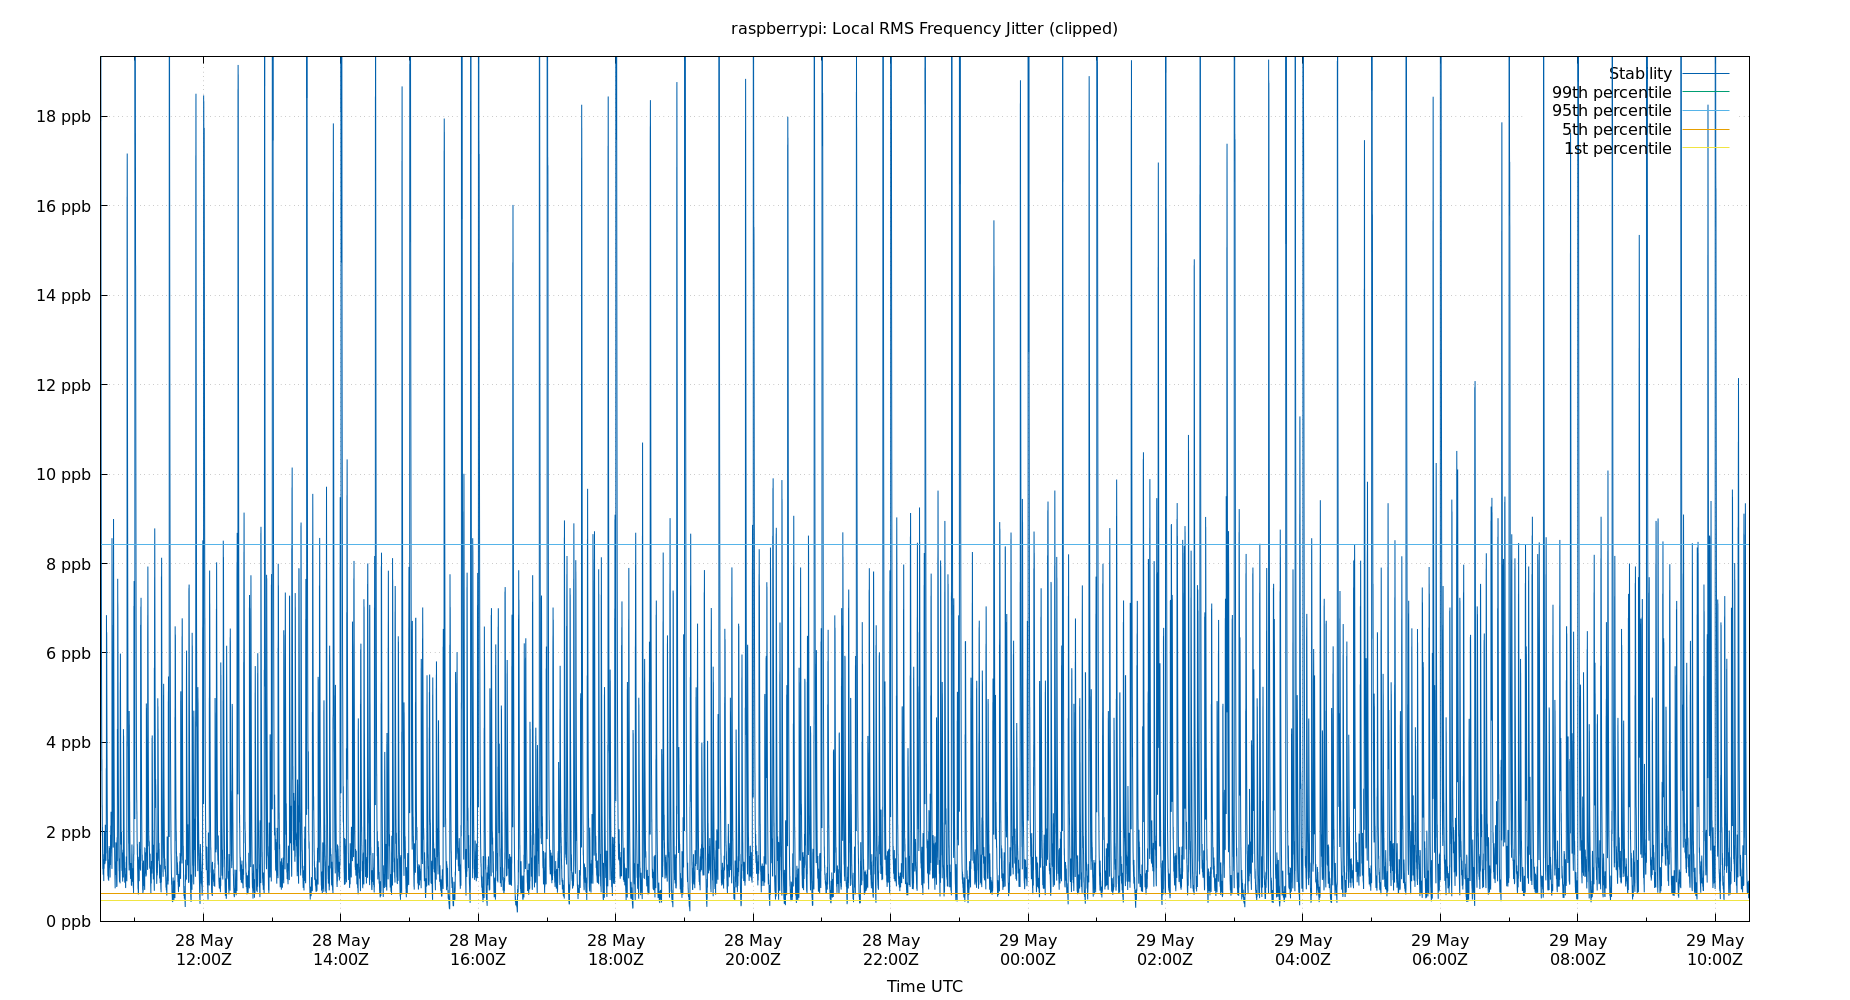 raspberrypi: Local RMS Frequency Jitter (clipped)
Stability
99th percentile
95th percentile
5th percentile
1st percentile
18 ppb
16 ppb
14 ppb
12 ppb
10 ppb
8 ppb
6 ppb
4 ppb
2 ppb
0 ppb
28 May 28 May 28 May 28 May 28 May 28 May 29 May 29 May 29 May 29 May 29 May 29 May
12:00Z 14:00Z 16:00Z 18:00Z 20:00Z 22:00Z 00:00Z 02:00Z 04:00Z 06:00Z 08:00Z 10:00Z
Time UTC